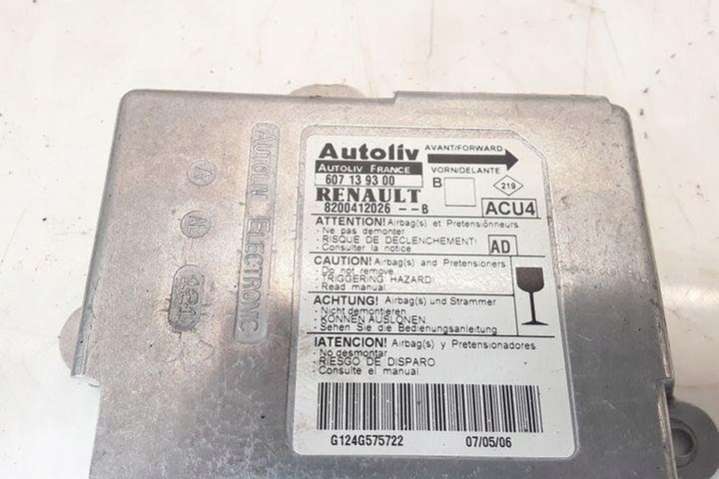 AUTOLIV ELECTRONIC
Autoliv
AUTOLIV FRANCE
607 13 93 00
RENAULT
8200412026 --B
AVANT/FORWARD
VORN/DELANTE
B
219
ACU4
ATTENTION! Airbag(s) et Pretensionneurs
- Ne pas demonter
- RISQUE DE DECLENCHEMENT!
- Consulter la notice
AD
CAUTION! Airbag(s) and Pretensioners
- Do not remove
- TRIGGERING HAZARD!
- Read manual
ACHTUNG! Airbag(s) und Strammer
- Nicht demontieren
- KONNEN AUSLONEN
- Sehen Sie die Bedienungsanleitung
!ATENCION! Airbag(s) y Pretensionadores
- No desmontar
- RIESGO DE DISPARO
- Consulte el manual
G124G575722 07/05/06